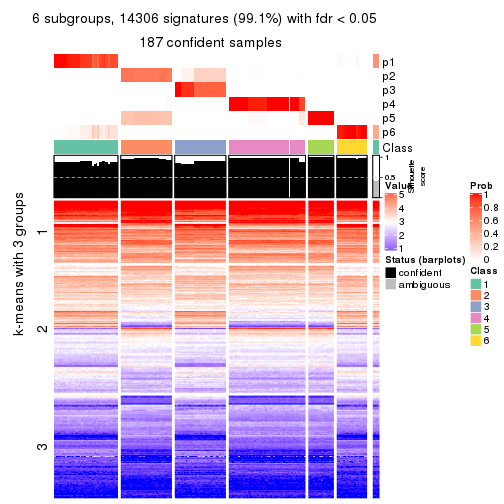 6 subgroups, 14306 signatures (99.1%) with fdr < 0.05
187 confident samples
p1
p2
p3
p4
p5
p6
Class
1
0.5
Silhouette
score
k-means with 3 groups
1
2
3
Value
5
4
3
2
1
Status (barplots)
confident
ambiguous
Prob
1
0.8
0.6
0.4
0.2
0
Class
1
2
3
4
5
6